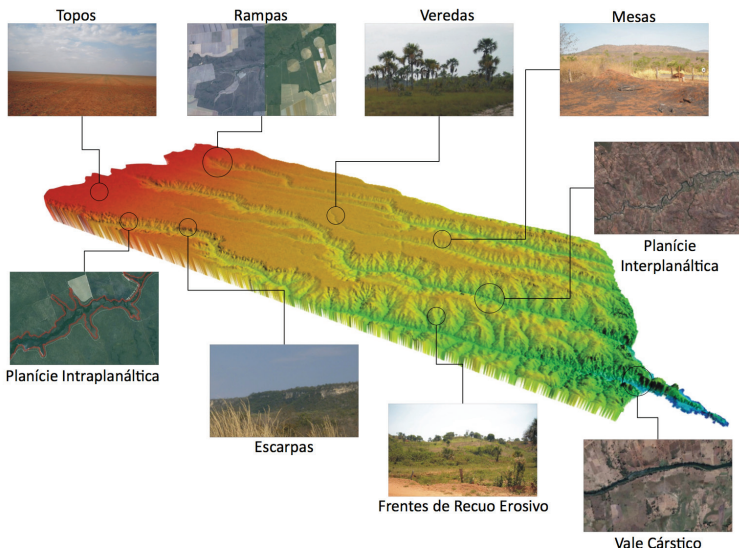 Topos
Rampas
Veredas
Mesas
Planície
Interplanáltica
Planície Intraplanáltica
Escarpas
Frentes de Recuo Erosivo
Vale Cárstico